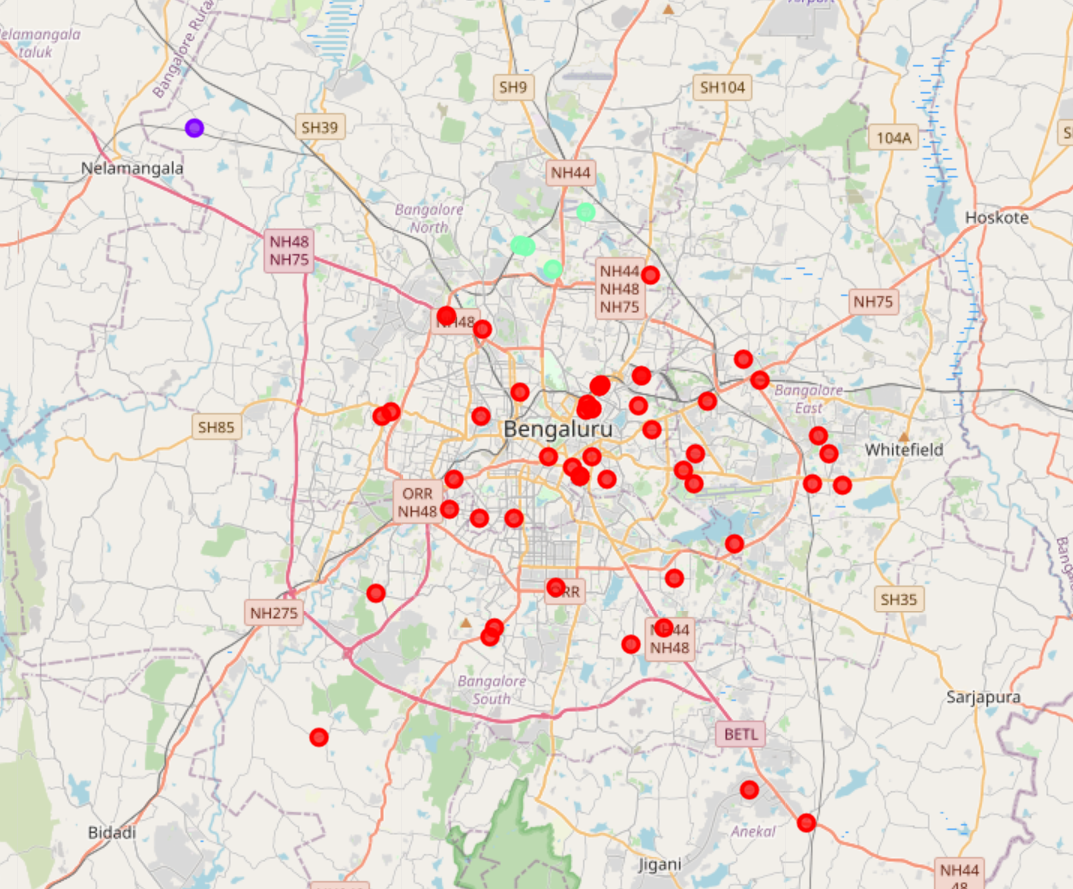 Nelamangala
taluk
Bangalore Rura
Airport
SH9
SH104
SH39
104A
Nelamangala
NH44
Bangalore
North
Hoskote
NH48
NH75
NH44
NH48
NH75
NH75
NH48
Bangalore
East
SH85
Bengaluru
Whitefield
ORR
NH48
NH275
ORR
SH35
NH44
NH48
Bangalore
South
Sarjapura
BETL
Bidadi
Anekal
Jigani
NH44
48